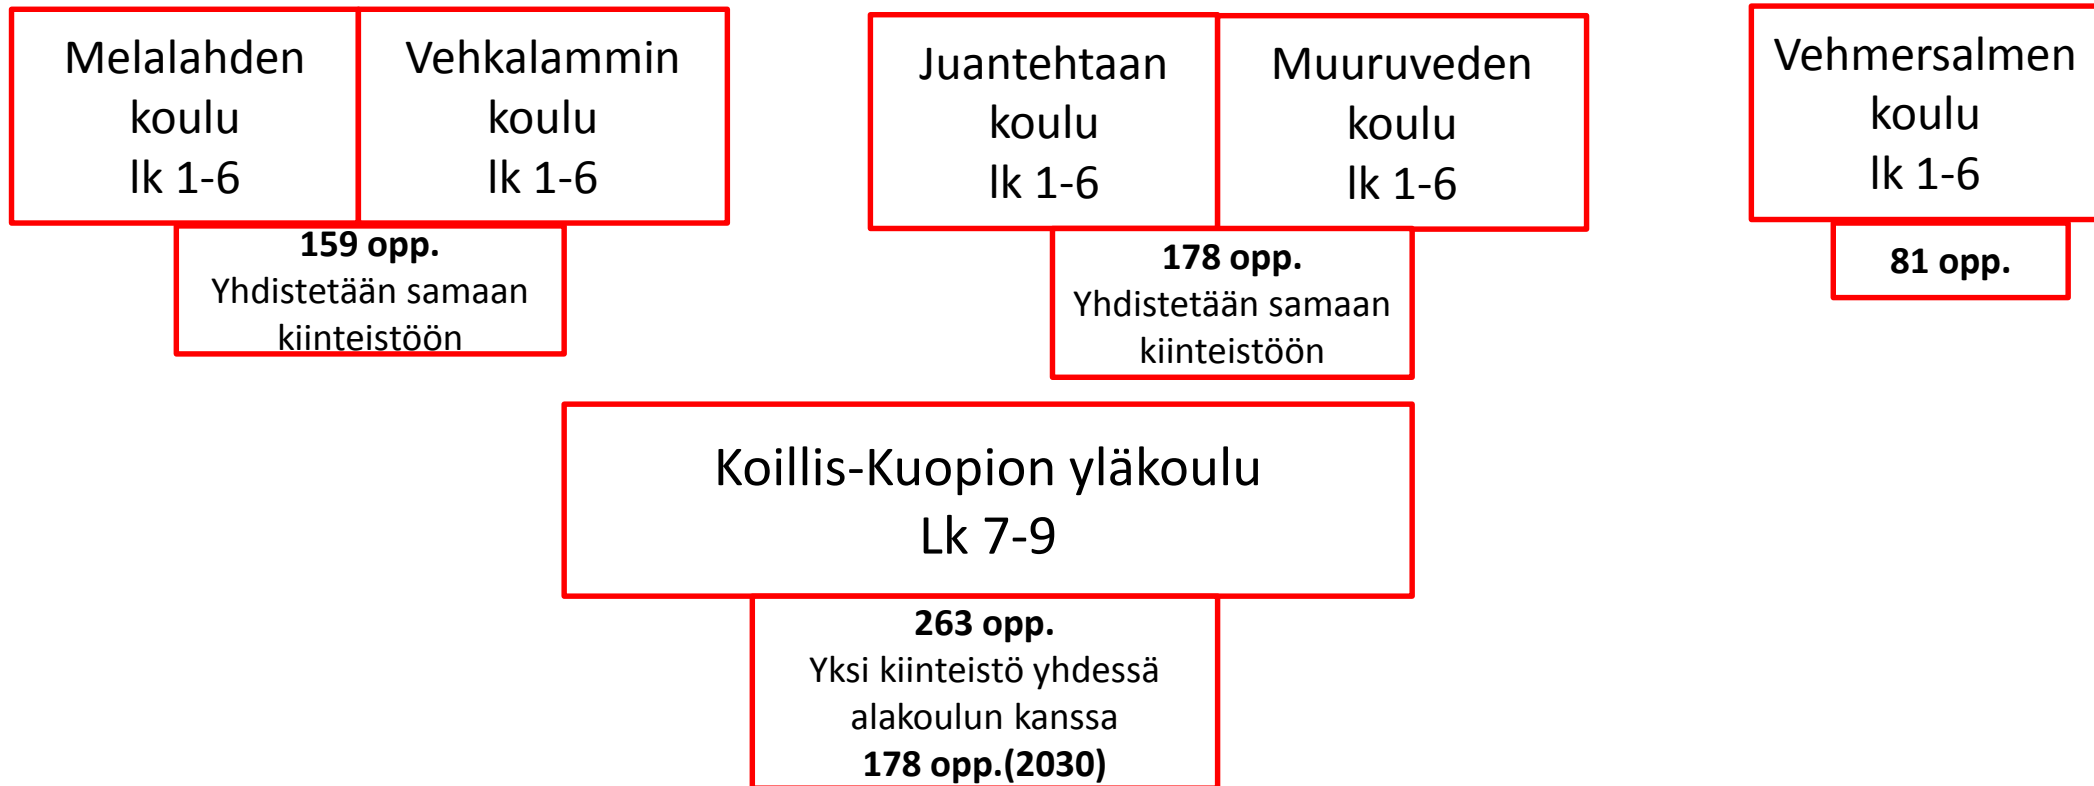 Melalahden
koulu
lk 1-6
Vehkalammin
koulu
lk 1-6
159 opp.
Yhdistetään samaan
kiinteistöön
Juantehtaan
koulu
lk 1-6
Muuruveden
koulu
lk 1-6
178 opp.
Yhdistetään samaan
kiinteistöön
Vehmersalmen
koulu
lk 1-6
81 opp.
Koillis-Kuopion yläkoulu
Lk 7-9
263 opp.
Yksi kiinteistö yhdessä
alakoulun kanssa
178 opp.(2030)